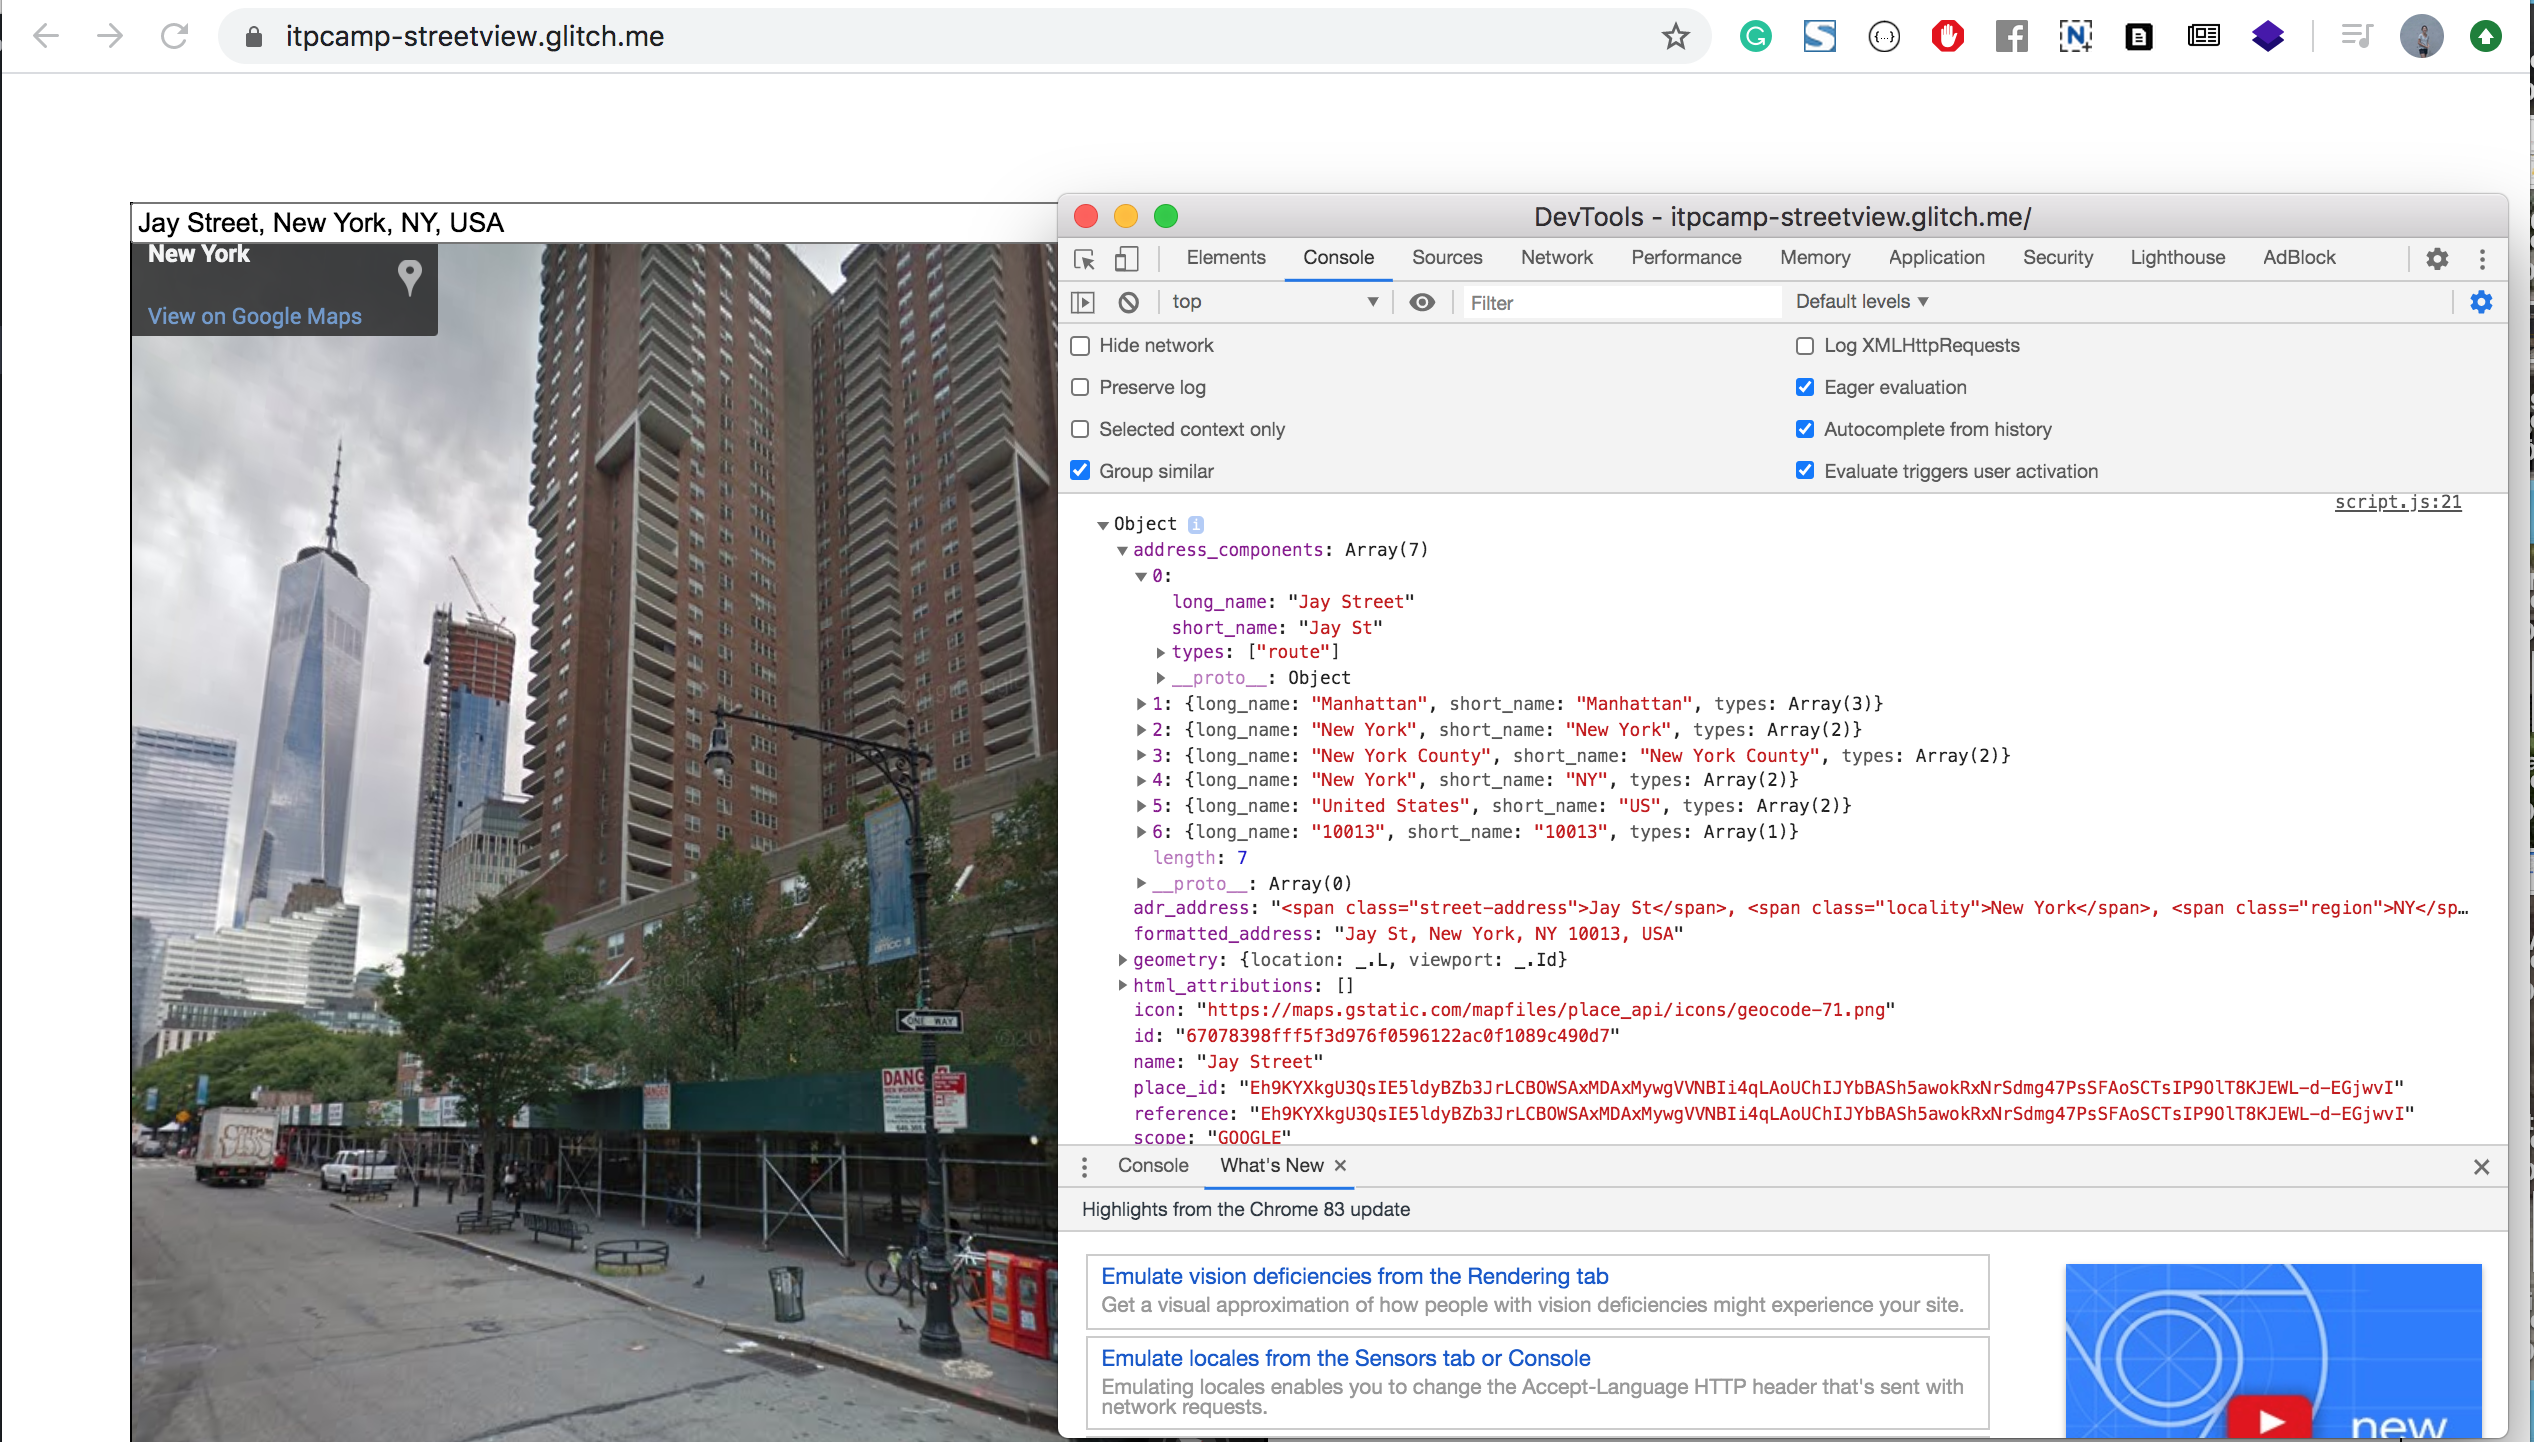 itpcamp-streetview.glitch.me
Jay Street, New York, NY, USA
New York
View on Google Maps
ONE WAY
DevTools - itpcamp-streetview.glitch.me/
Elements Console Sources Network Performance Memory Application Security Lighthouse AdBlock
top Filter Default levels ▼
Hide network Log XMLHttpRequests
Preserve log Eager evaluation
Selected context only Autocomplete from history
Group similar Evaluate triggers user activation
script.js:21
Object i
address_components: Array(7)
0:
long_name: "Jay Street"
short_name: "Jay St"
types: ["route"]
__proto__: Object
1: {long_name: "Manhattan", short_name: "Manhattan", types: Array(3)}
2: {long_name: "New York", short_name: "New York", types: Array(2)}
3: {long_name: "New York County", short_name: "New York County", types: Array(2)}
4: {long_name: "New York", short_name: "NY", types: Array(2)}
5: {long_name: "United States", short_name: "US", types: Array(2)}
6: {long_name: "10013", short_name: "10013", types: Array(1)}
length: 7
__proto__: Array(0)
adr_address: "<span class="street-address">Jay St</span>, <span class="locality">New York</span>, <span class="region">NY</sp…
formatted_address: "Jay St, New York, NY 10013, USA"
geometry: {location: _.L, viewport: _.Id}
html_attributions: []
icon: "https://maps.gstatic.com/mapfiles/place_api/icons/geocode-71.png"
id: "67078398fff5f3d976f0596122ac0f1089c490d7"
name: "Jay Street"
place_id: "Eh9KYXkgU3QsIE5ldyBZb3JrLCBOWSAxMDAxMywgVVNBIi4qLAoUChIJYbBASh5awokRxNrSdmg47PsSFAoSCTsIP9OlT8KJEWL-d-EGjwvI"
reference: "Eh9KYXkgU3QsIE5ldyBZb3JrLCBOWSAxMDAxMywgVVNBIi4qLAoUChIJYbBASh5awokRxNrSdmg47PsSFAoSCTsIP9OlT8KJEWL-d-EGjwvI"
scope: "GOOGLE"
Console What's New
Highlights from the Chrome 83 update
Emulate vision deficiencies from the Rendering tab
Get a visual approximation of how people with vision deficiencies might experience your site.
Emulate locales from the Sensors tab or Console
Emulating locales enables you to change the Accept-Language HTTP header that's sent with
network requests.
new